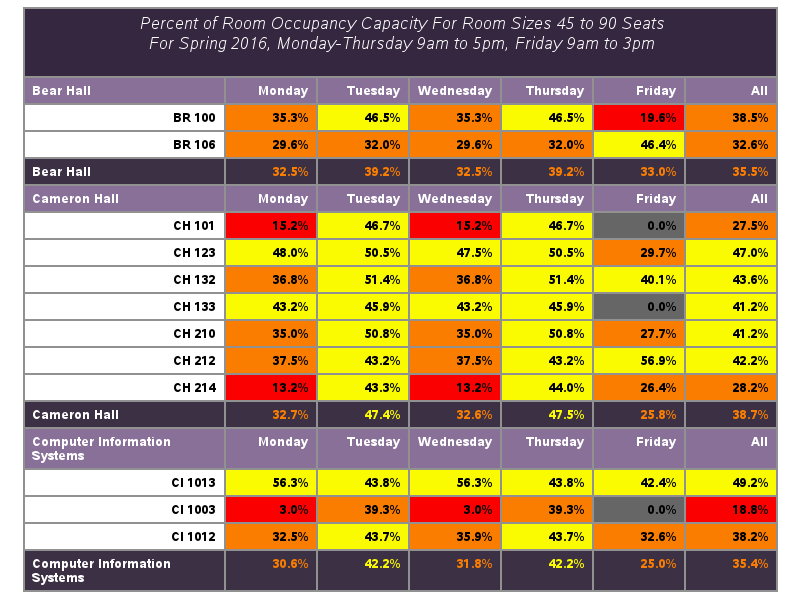 Percent of Room Occupancy Capacity For Room Sizes 45 to 90 Seats
For Spring 2016, Monday-Thursday 9am to 5pm, Friday 9am to 3pm
Bear Hall Monday Tuesday Wednesday Thursday Friday All
BR 100 35.3% 46.5% 35.3% 46.5% 19.6% 38.5%
BR 106 29.6% 32.0% 29.6% 32.0% 46.4% 32.6%
Bear Hall 32.5% 39.2% 32.5% 39.2% 33.0% 35.5%
Cameron Hall Monday Tuesday Wednesday Thursday Friday All
CH 101 15.2% 46.7% 15.2% 46.7% 0.0% 27.5%
CH 123 48.0% 50.5% 47.5% 50.5% 29.7% 47.0%
CH 132 36.8% 51.4% 36.8% 51.4% 40.1% 43.6%
CH 133 43.2% 45.9% 43.2% 45.9% 0.0% 41.2%
CH 210 35.0% 50.8% 35.0% 50.8% 27.7% 41.2%
CH 212 37.5% 43.2% 37.5% 43.2% 56.9% 42.2%
CH 214 13.2% 43.3% 13.2% 44.0% 26.4% 28.2%
Cameron Hall 32.7% 47.4% 32.6% 47.5% 25.8% 38.7%
Computer Information Monday Tuesday Wednesday Thursday Friday All
Systems
CI 1013 56.3% 43.8% 56.3% 43.8% 42.4% 49.2%
CI 1003 3.0% 39.3% 3.0% 39.3% 0.0% 18.8%
CI 1012 32.5% 43.7% 35.9% 43.7% 32.6% 38.2%
Computer Information 30.6% 42.2% 31.8% 42.2% 25.0% 35.4%
Systems